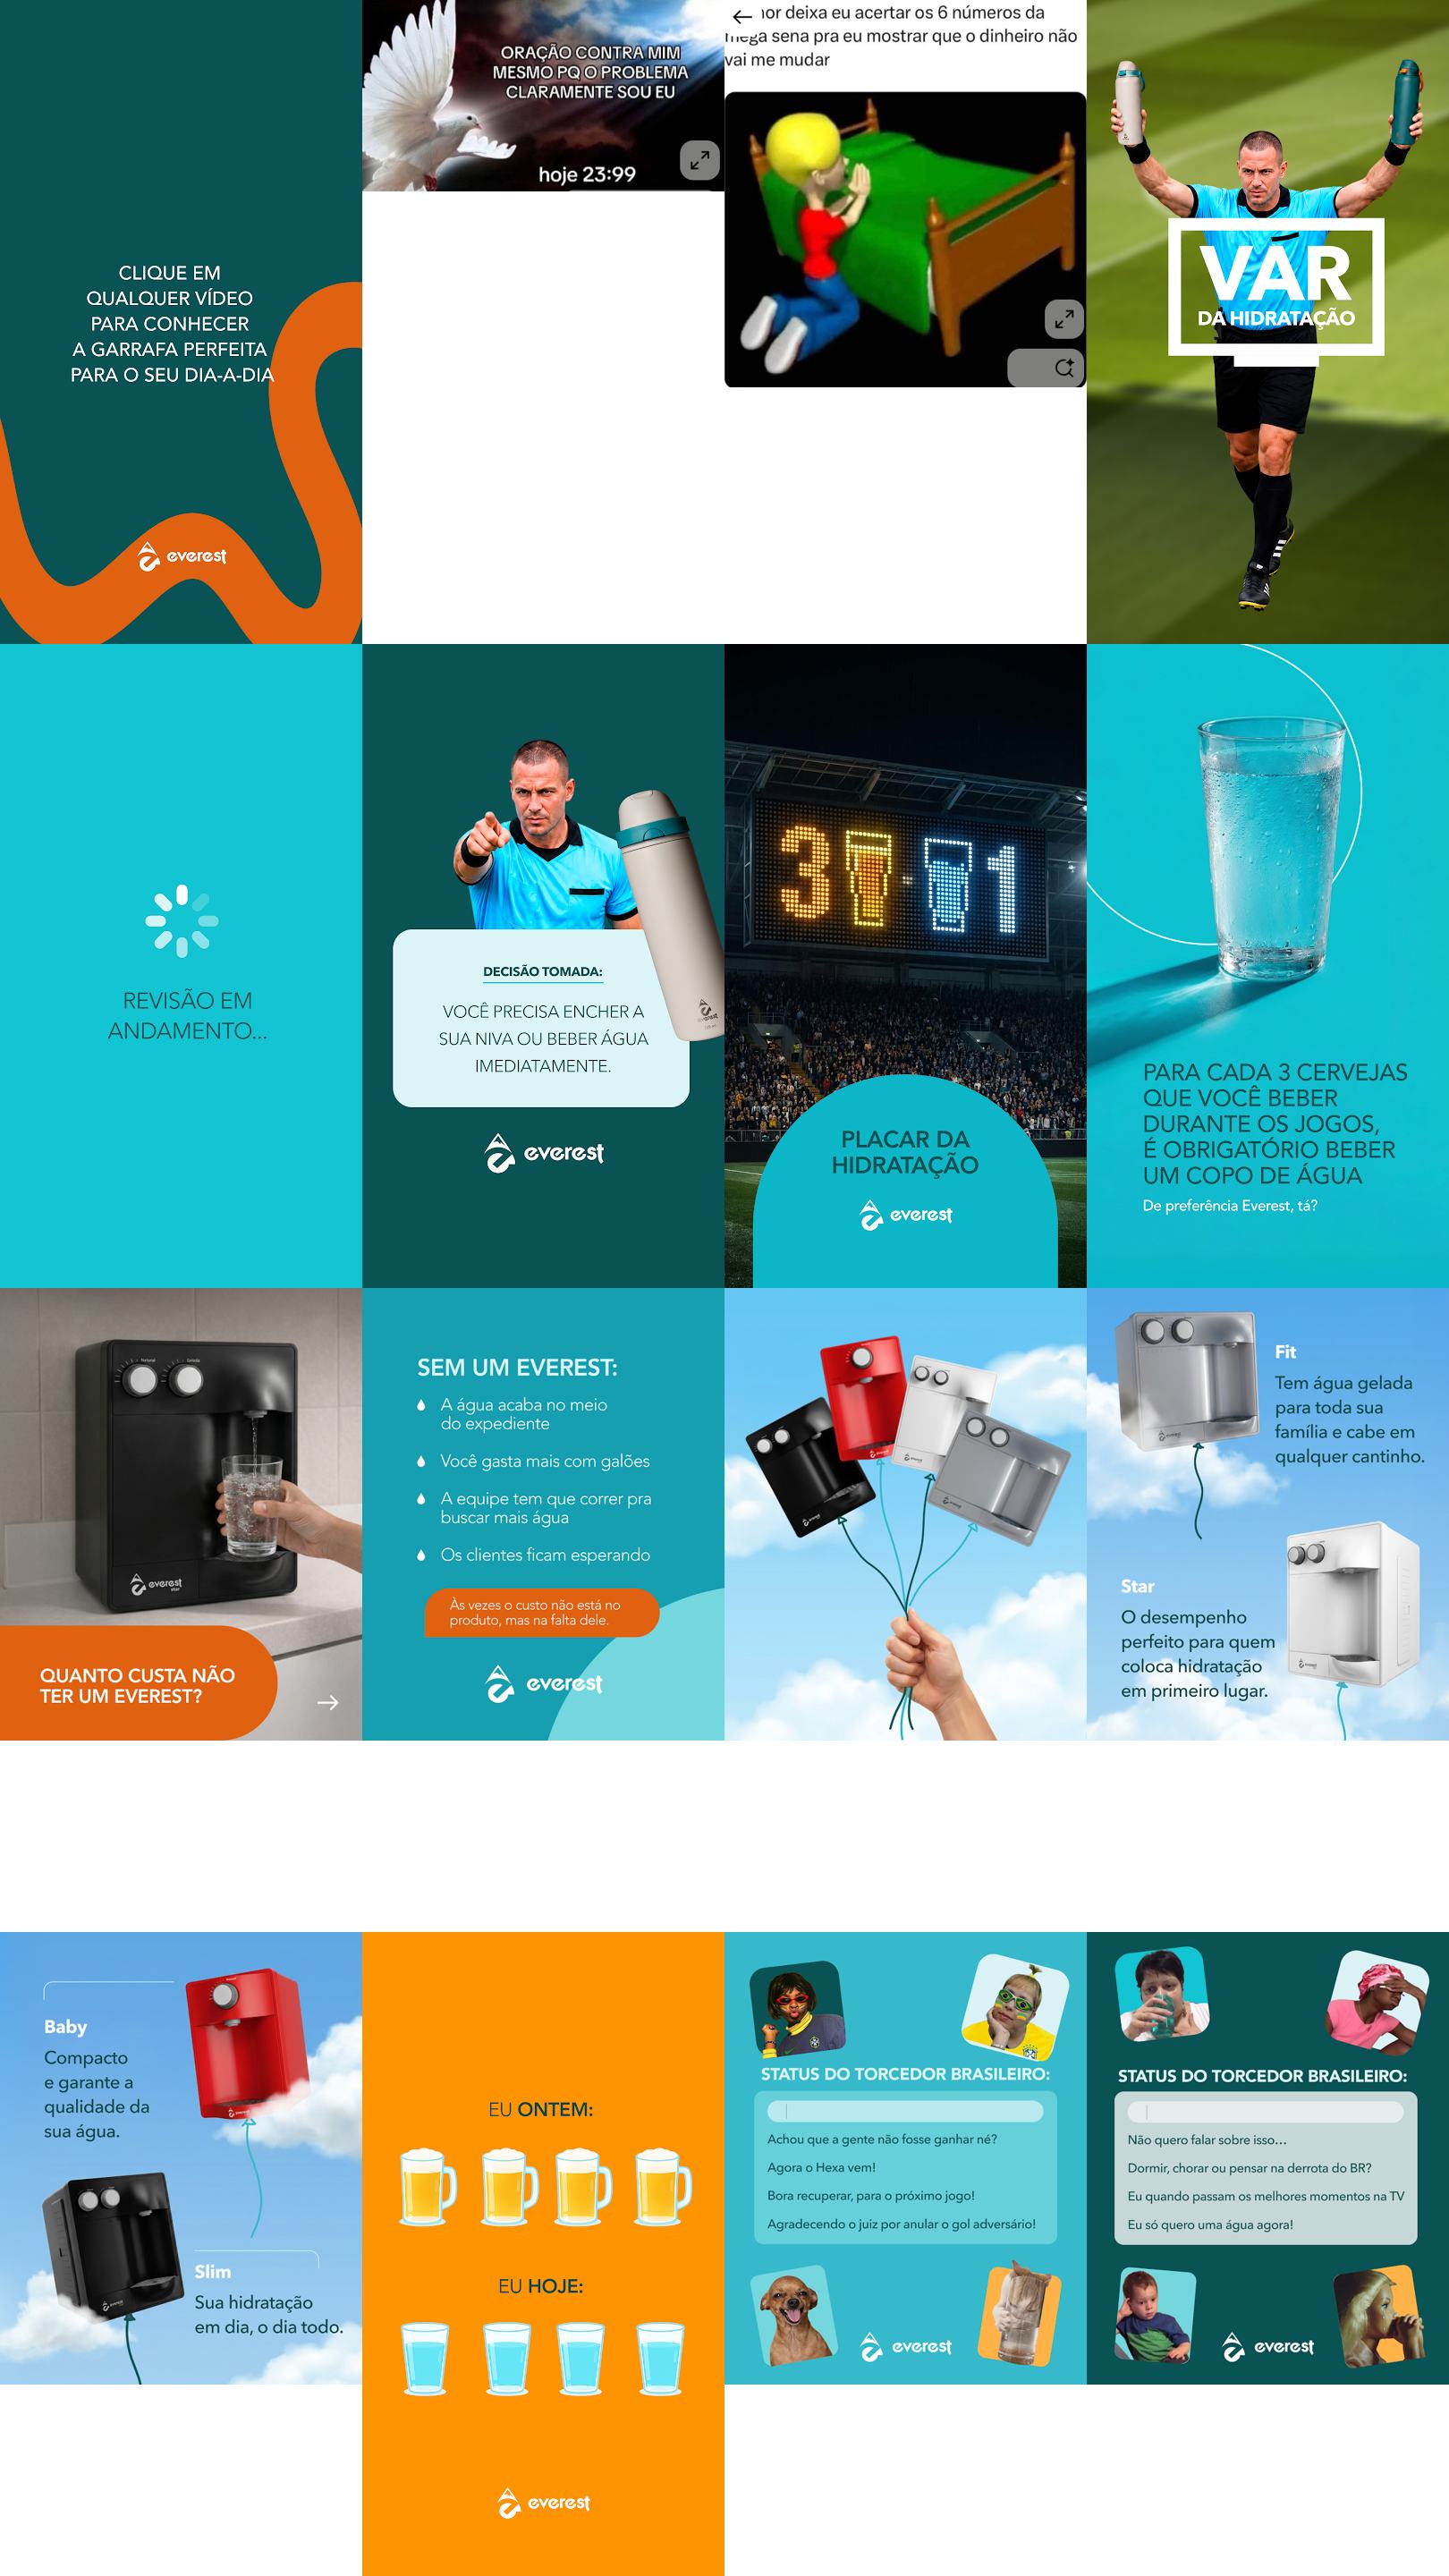 CLIQUE EM
QUALQUER VÍDEO
PARA CONHECER
A GARRAFA PERFEITA
PARA O SEU DIA-A-DIA
everest
ORAÇÃO CONTRA MIM
MESMO PQ O PROBLEMA
CLARAMENTE SOU EU
hoje 23:99
deixa eu acertar os 6 números da
mega sena pra eu mostrar que o dinheiro não
vai me mudar
VAR
DA HIDRATAÇÃO
REVISÃO EM
ANDAMENTO...
DECISÃO TOMADA:
VOCÊ PRECISA ENCHER A
SUA NIVA OU BEBER ÁGUA
IMEDIATAMENTE.
everest
everest
3 - 1
PLACAR DA
HIDRATAÇÃO
everest
PARA CADA 3 CERVEJAS
QUE VOCÊ BEBER
DURANTE OS JOGOS,
É OBRIGATÓRIO BEBER
UM COPO DE ÁGUA
De preferência Everest, tá?
everest
star
QUANTO CUSTA NÃO
TER UM EVEREST?
SEM UM EVEREST:
A água acaba no meio
do expediente
Você gasta mais com galões
A equipe tem que correr pra
buscar mais água
Os clientes ficam esperando
Às vezes o custo não está no
produto, mas na falta dele.
everest
Fit
Tem água gelada
para toda sua
família e cabe em
qualquer cantinho.
Star
O desempenho
perfeito para quem
coloca hidratação
em primeiro lugar.
Baby
Compacto
e garante a
qualidade da
sua água.
Slim
Sua hidratação
em dia, o dia todo.
EU ONTEM:
EU HOJE:
everest
STATUS DO TORCEDOR BRASILEIRO:
Achou que a gente não fosse ganhar né?
Agora o Hexa vem!
Bora recuperar, para o próximo jogo!
Agradecendo o juiz por anular o gol adversário!
everest
STATUS DO TORCEDOR BRASILEIRO:
Não quero falar sobre isso...
Dormir, chorar ou pensar na derrota do BR?
Eu quando passam os melhores momentos na TV
Eu só quero uma água agora!
everest